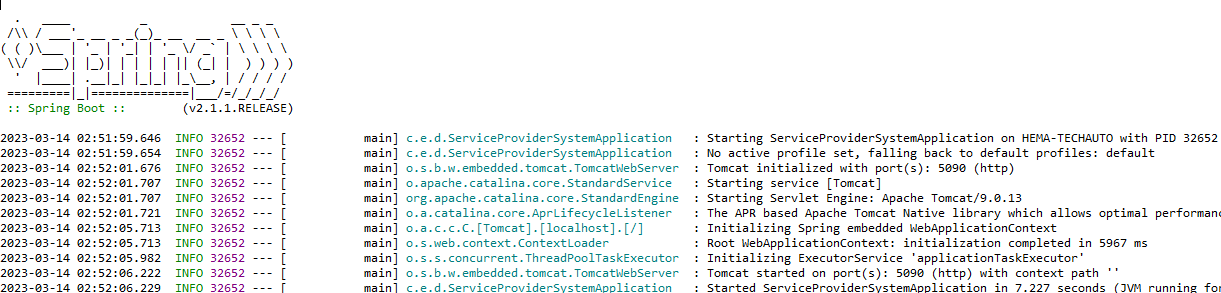 .   ____          _            __ _ _
 /\\ / ___'_ __ _ _(_)_ __  __ _ \ \ \ \
( ( )\___ | '_ | '_| | '_ \/ _` | \ \ \ \
 \\/  ___)| |_)| | | | | || (_| |  ) ) ) )
  '  |____| .__|_| |_|_| |_\__, | / / / /
 =========|_|==============|___/=/_/_/_/
 :: Spring Boot ::        (v2.1.1.RELEASE)
2023-03-14 02:51:59.646  INFO 32652 --- [           main] c.e.d.ServiceProviderSystemApplication   : Starting ServiceProviderSystemApplication on HEMA-TECHAUTO with PID 32652
2023-03-14 02:51:59.654  INFO 32652 --- [           main] c.e.d.ServiceProviderSystemApplication   : No active profile set, falling back to default profiles: default
2023-03-14 02:52:01.676  INFO 32652 --- [           main] o.s.b.w.embedded.tomcat.TomcatWebServer  : Tomcat initialized with port(s): 5090 (http)
2023-03-14 02:52:01.707  INFO 32652 --- [           main] o.apache.catalina.core.StandardService   : Starting service [Tomcat]
2023-03-14 02:52:01.707  INFO 32652 --- [           main] org.apache.catalina.core.StandardEngine  : Starting Servlet Engine: Apache Tomcat/9.0.13
2023-03-14 02:52:01.721  INFO 32652 --- [           main] o.a.catalina.core.AprLifecycleListener   : The APR based Apache Tomcat Native library which allows optimal performanc
2023-03-14 02:52:05.713  INFO 32652 --- [           main] o.a.c.c.C.[Tomcat].[localhost].[/]       : Initializing Spring embedded WebApplicationContext
2023-03-14 02:52:05.713  INFO 32652 --- [           main] o.s.web.context.ContextLoader            : Root WebApplicationContext: initialization completed in 5967 ms
2023-03-14 02:52:05.982  INFO 32652 --- [           main] o.s.s.concurrent.ThreadPoolTaskExecutor  : Initializing ExecutorService 'applicationTaskExecutor'
2023-03-14 02:52:06.222  INFO 32652 --- [           main] o.s.b.w.embedded.tomcat.TomcatWebServer  : Tomcat started on port(s): 5090 (http) with context path ''
2023-03-14 02:52:06.229  INFO 32652 --- [           main] c.e.d.ServiceProviderSystemApplication   : Started ServiceProviderSystemApplication in 7.227 seconds (JVM running for